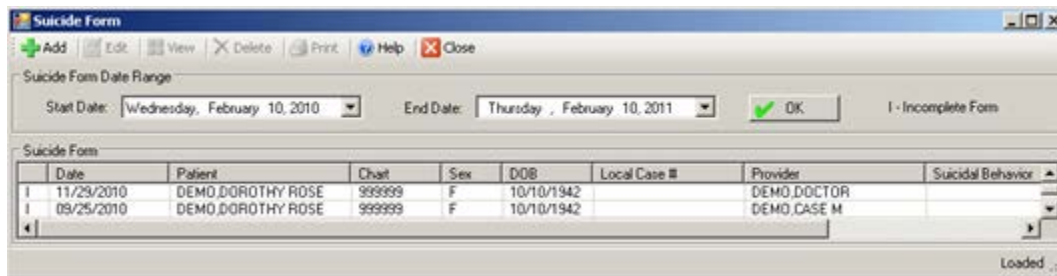 Suicide Form
Add Edit View Delete Print Help Close
Suicide Form Date Range
Start Date: Wednesday, February 10, 2010 End Date: Thursday , February 10, 2011 OK I - Incomplete Form
Suicide Form
Date Patient Chart Sex DOB Local Case # Provider Suicidal Behavior
I 11/29/2010 DEMO,DOROTHY ROSE 999999 F 10/10/1942 DEMO,DOCTOR
I 09/25/2010 DEMO,DOROTHY ROSE 999999 F 10/10/1942 DEMO,CASE M
Loaded